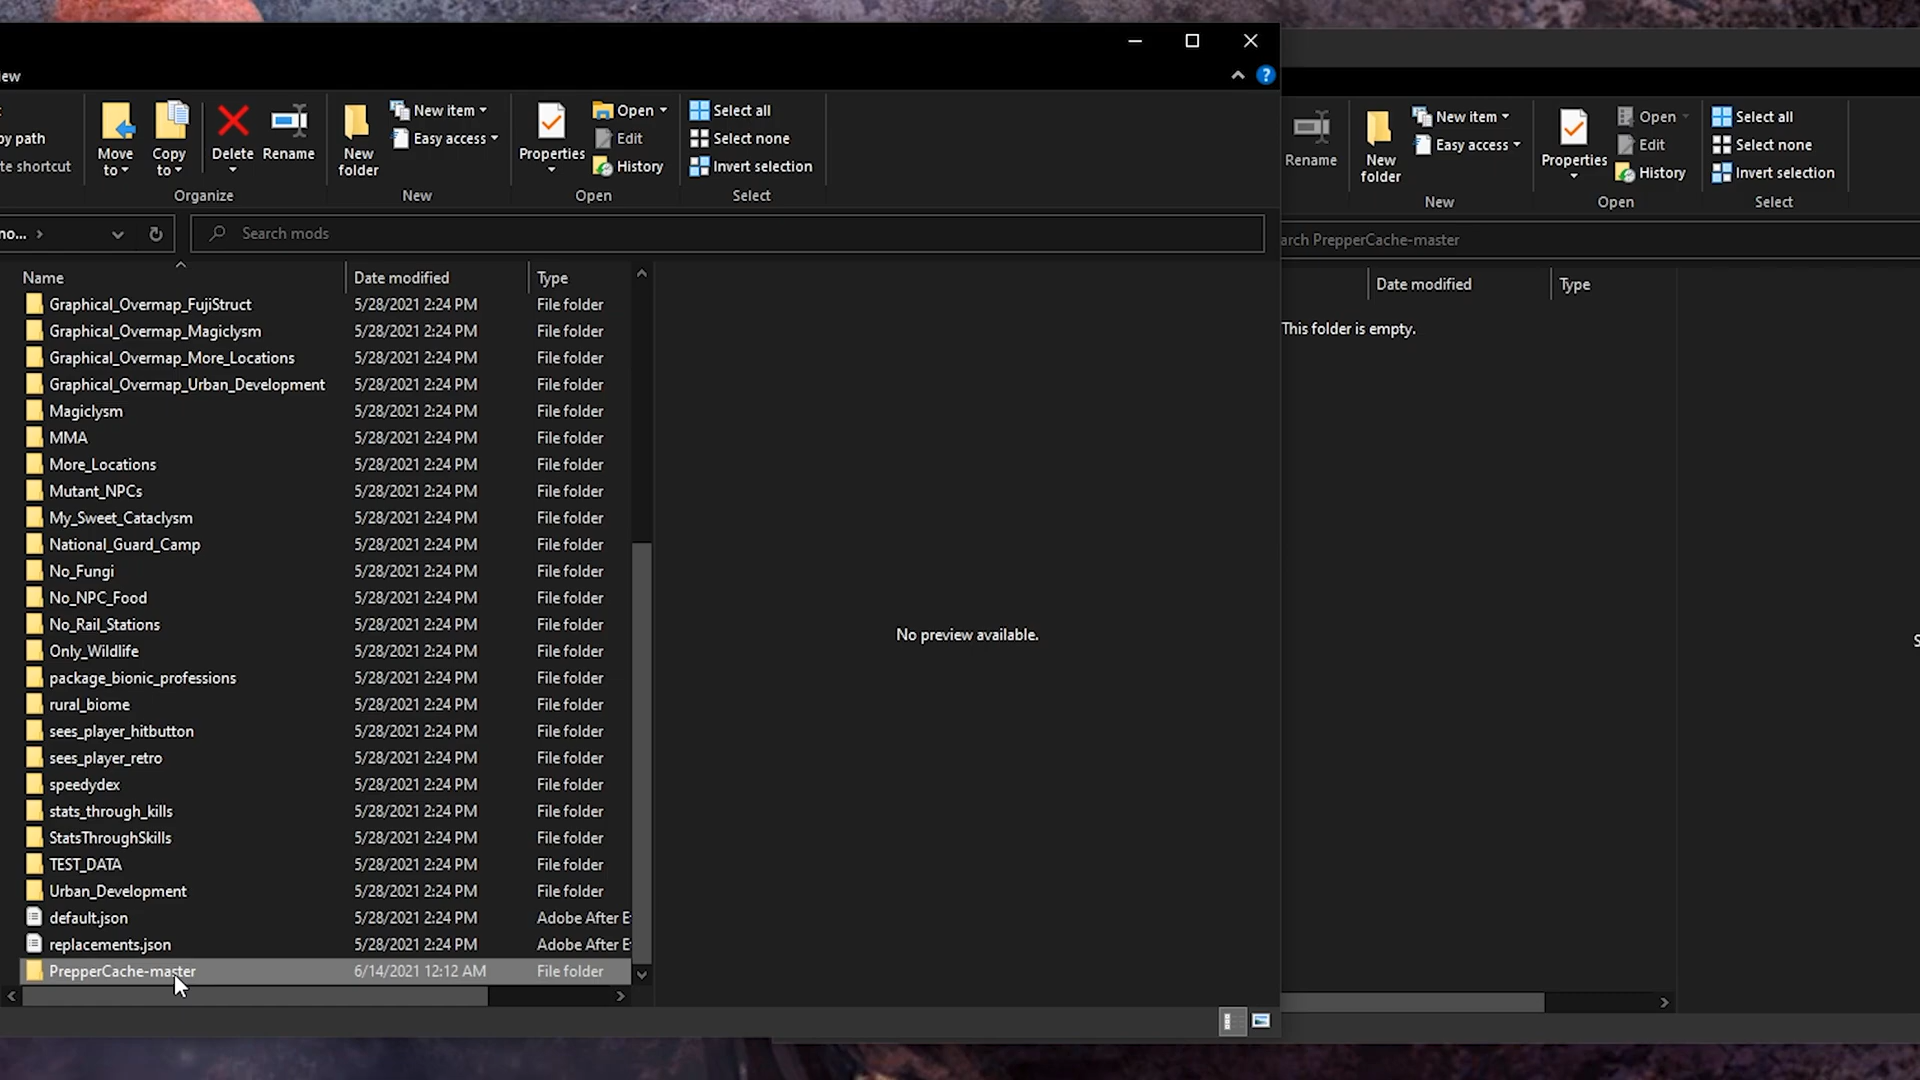 ew
by path
te shortcut
Move
to
Copy
to
Delete
Rename
Organize
New
folder
New item
Easy access
New
Properties
Open
Edit
History
Open
Select all
Select none
Invert selection
Select
no...
Search mods
Name
Date modified
Type
Graphical_Overmap_FujiStruct 5/28/2021 2:24 PM File folder
Graphical_Overmap_Magiclysm 5/28/2021 2:24 PM File folder
Graphical_Overmap_More_Locations 5/28/2021 2:24 PM File folder
Graphical_Overmap_Urban_Development 5/28/2021 2:24 PM File folder
Magiclysm 5/28/2021 2:24 PM File folder
MMA 5/28/2021 2:24 PM File folder
More_Locations 5/28/2021 2:24 PM File folder
Mutant_NPCs 5/28/2021 2:24 PM File folder
My_Sweet_Cataclysm 5/28/2021 2:24 PM File folder
National_Guard_Camp 5/28/2021 2:24 PM File folder
No_Fungi 5/28/2021 2:24 PM File folder
No_NPC_Food 5/28/2021 2:24 PM File folder
No_Rail_Stations 5/28/2021 2:24 PM File folder
Only_Wildlife 5/28/2021 2:24 PM File folder
package_bionic_professions 5/28/2021 2:24 PM File folder
rural_biome 5/28/2021 2:24 PM File folder
sees_player_hitbutton 5/28/2021 2:24 PM File folder
sees_player_retro 5/28/2021 2:24 PM File folder
speedydex 5/28/2021 2:24 PM File folder
stats_through_kills 5/28/2021 2:24 PM File folder
StatsThroughSkills 5/28/2021 2:24 PM File folder
TEST_DATA 5/28/2021 2:24 PM File folder
Urban_Development 5/28/2021 2:24 PM File folder
default.json 5/28/2021 2:24 PM Adobe After E
replacements.json 5/28/2021 2:24 PM Adobe After E
PrepperCache-master 6/14/2021 12:12 AM File folder
No preview available.
Rename
New
folder
New item
Easy access
New
Properties
Open
Edit
History
Open
Select all
Select none
Invert selection
Select
arch PrepperCache-master
Date modified
Type
This folder is empty.
S